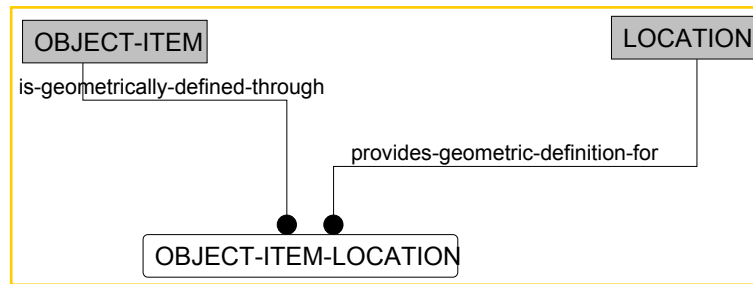 OBJECT-ITEM
LOCATION
is-geometrically-defined-through
provides-geometric-definition-for
OBJECT-ITEM-LOCATION